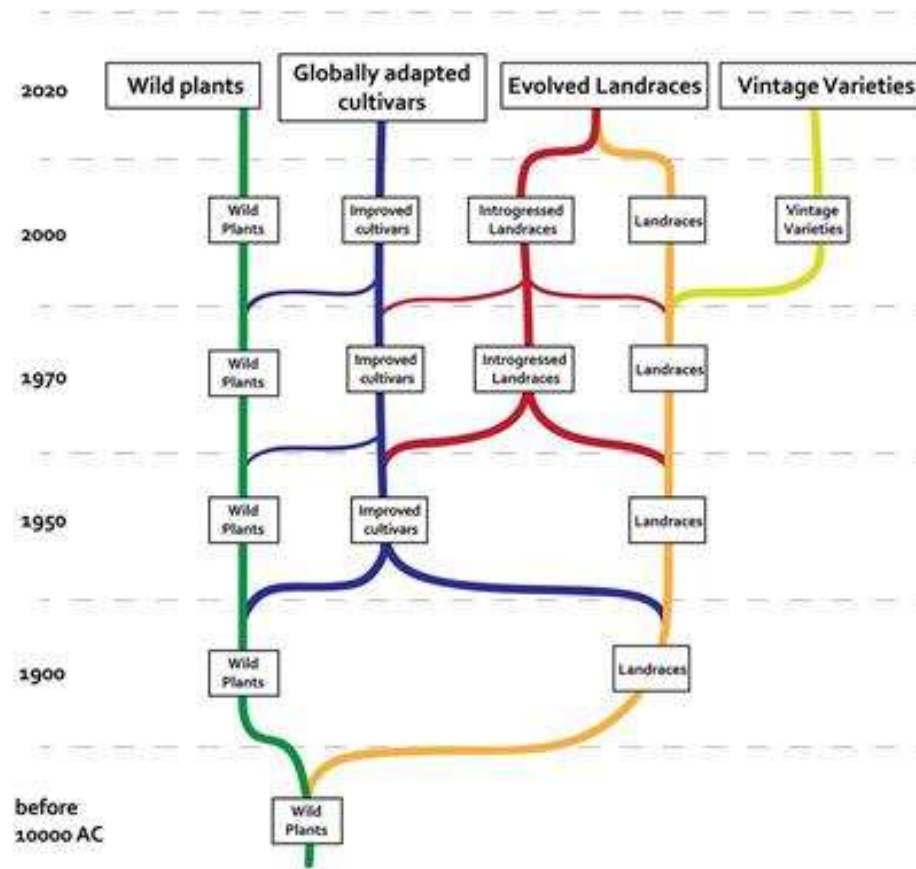 2020
Wild plants
Globally adapted
cultivars
Evolved Landraces
Vintage Varieties
2000
Wild
Plants
Improved
cultivars
Introgressed
Landraces
Landraces
Vintage
Varieties
1970
Wild
Plants
Improved
cultivars
Introgressed
Landraces
Landraces
1950
Wild
Plants
Improved
cultivars
Landraces
1900
Wild
Plants
Landraces
before
10000 AC
Wild
Plants